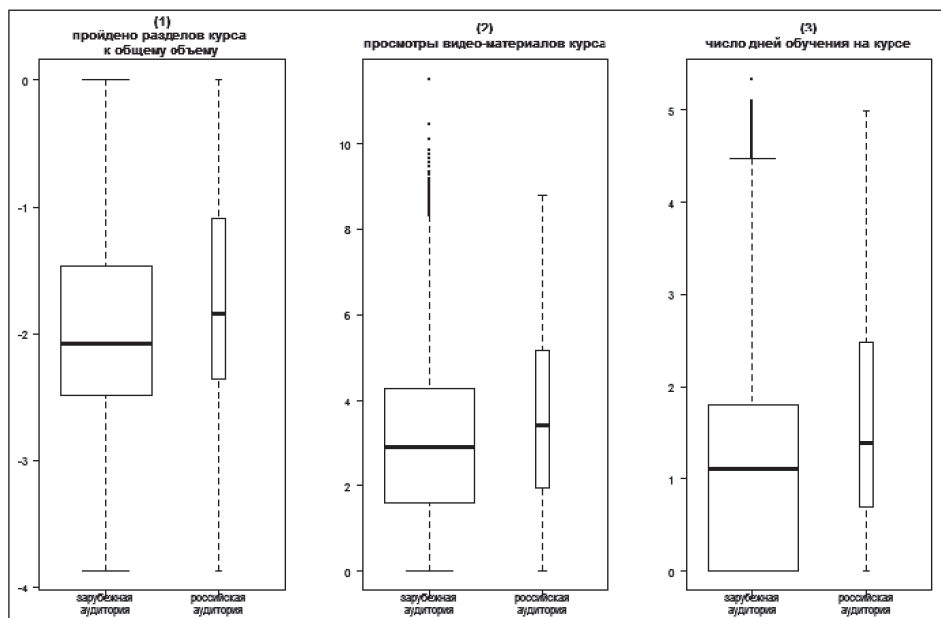 (1)
пройдено разделов курса
к общему объему
(2)
просмотры видео-материалов курса
(3)
число дней обучения на курсе
0
-1
-2
-3
-4
зарубежная
аудитория
российская
аудитория
10
8
6
4
2
0
зарубежная
аудитория
российская
аудитория
5
4
3
2
1
0
зарубежная
аудитория
российская
аудитория